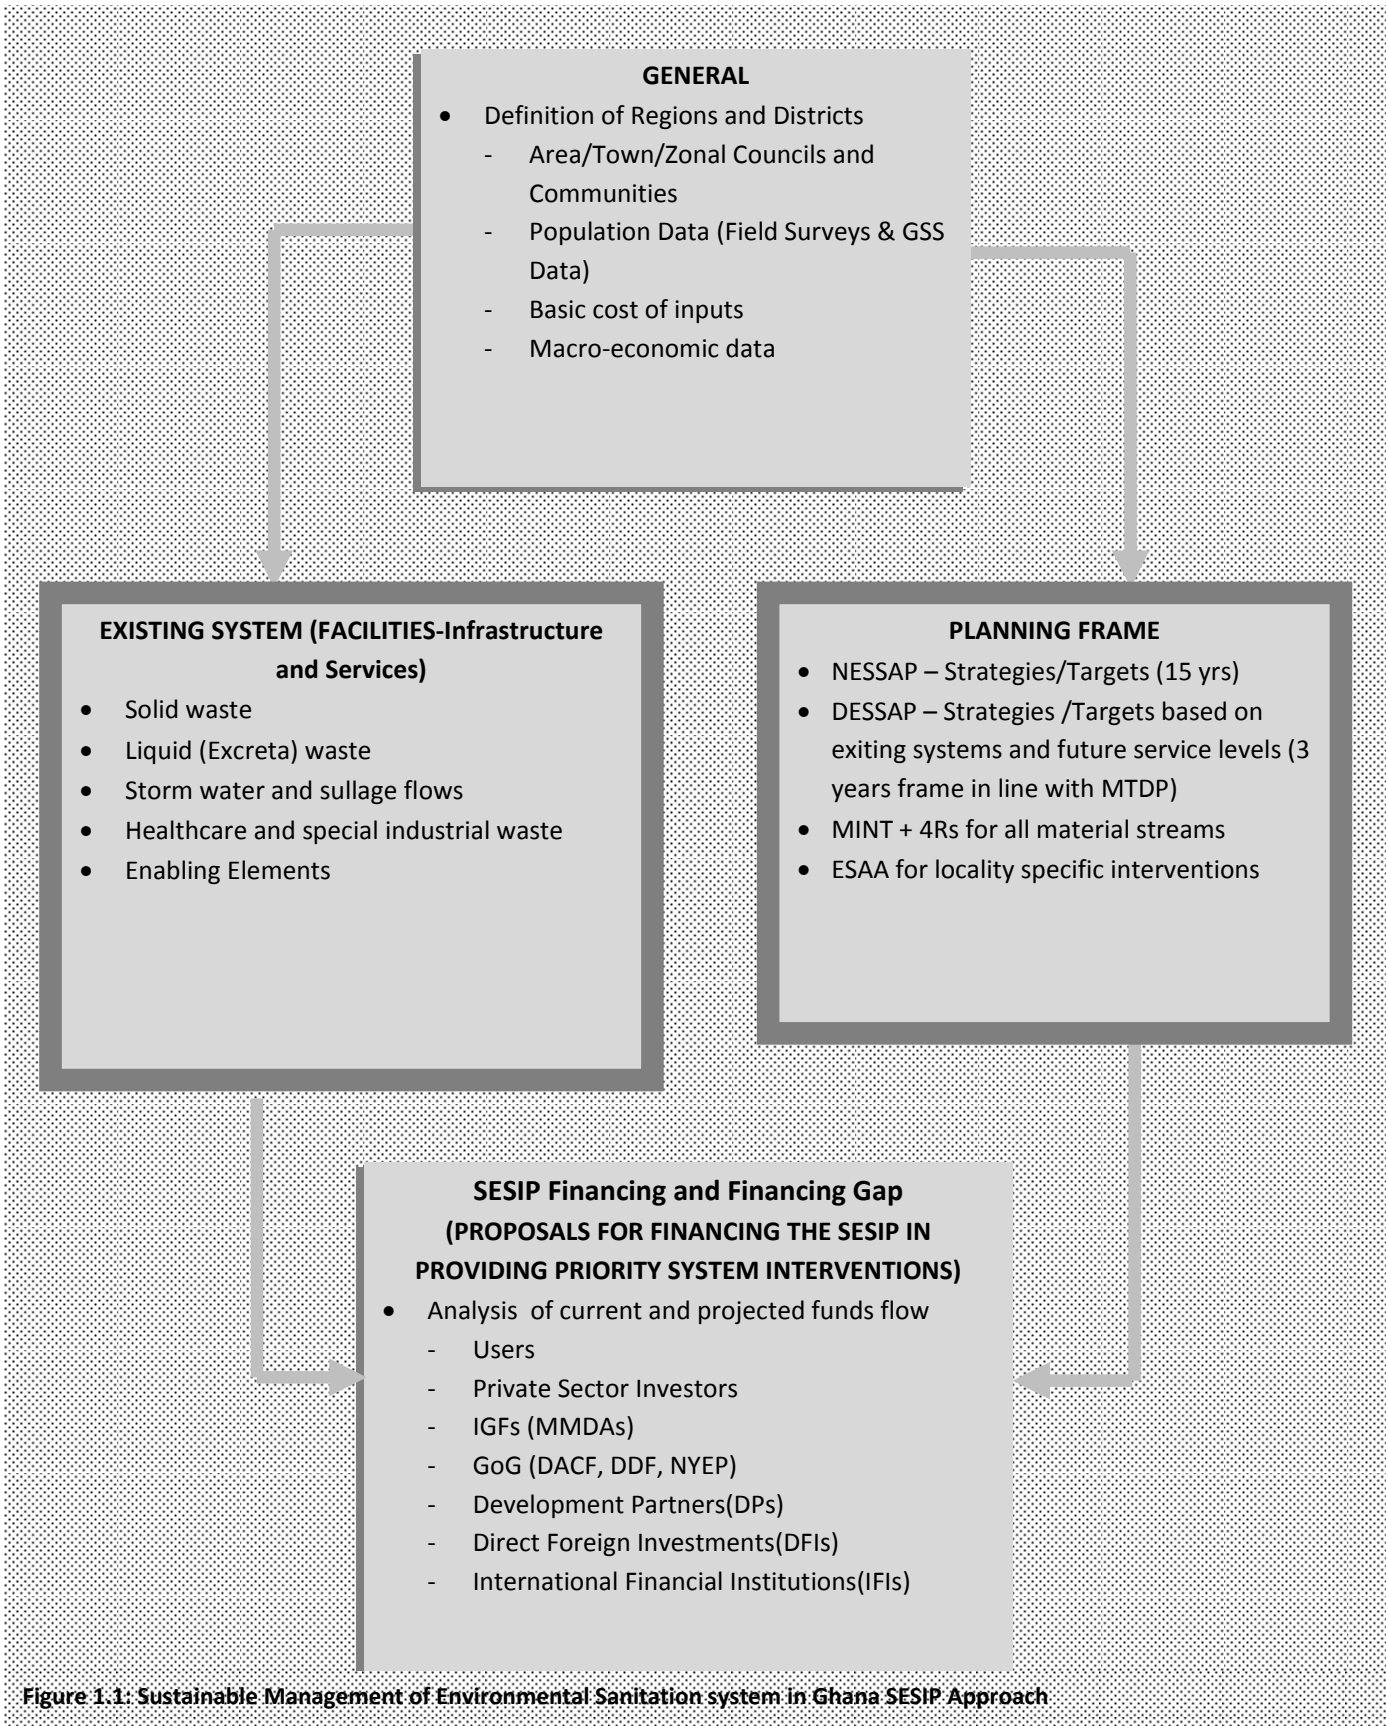 GENERAL
• Definition of Regions and Districts
- Area/Town/Zonal Councils and
Communities
- Population Data (Field Surveys & GSS
Data)
- Basic cost of inputs
- Macro-economic data
EXISTING SYSTEM (FACILITIES-Infrastructure
and Services)
• Solid waste
• Liquid (Excreta) waste
• Storm water and sullage flows
• Healthcare and special industrial waste
• Enabling Elements
PLANNING FRAME
• NESSAP – Strategies/Targets (15 yrs)
• DESSAP – Strategies /Targets based on
exiting systems and future service levels (3
years frame in line with MTDP)
• MINT + 4Rs for all material streams
• ESAA for locality specific interventions
SESIP Financing and Financing Gap
(PROPOSALS FOR FINANCING THE SESIP IN
PROVIDING PRIORITY SYSTEM INTERVENTIONS)
• Analysis  of current and projected funds flow
- Users
- Private Sector Investors
- IGFs (MMDAs)
- GoG (DACF, DDF, NYEP)
- Development Partners(DPs)
- Direct Foreign Investments(DFIs)
- International Financial Institutions(IFIs)
Figure 1.1: Sustainable Management of Environmental Sanitation system in Ghana SESIP Approach